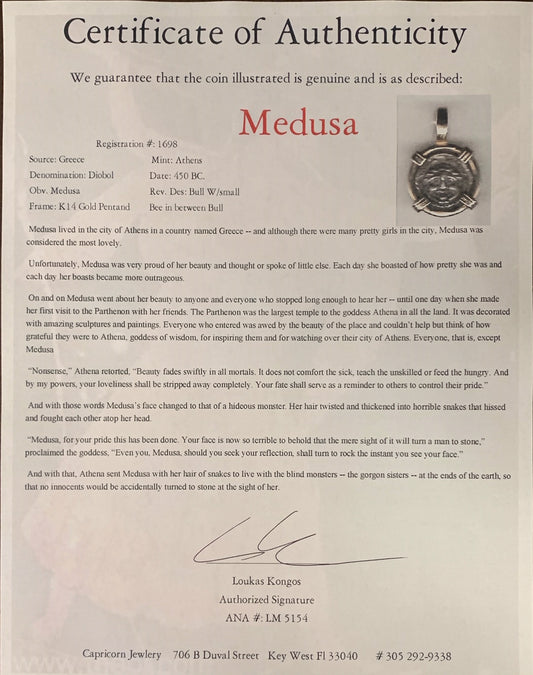 Certificate of Authenticity
We guarantee that the coin illustrated is genuine and is as described:
Medusa
Registration #: 1698
Source: Greece Mint: Athens
Denomination: Diobol Date: 450 BC.
Obv. Medusa Rev. Des: Bull W/small
Frame: K14 Gold Pentand Bee in between Bull
Medusa lived in the city of Athens in a country named Greece -- and although there were many pretty girls in the city, Medusa was
considered the most lovely.
Unfortunately, Medusa was very proud of her beauty and thought or spoke of little else. Each day she boasted of how pretty she was and
each day her boasts became more outrageous.
On and on Medusa went about her beauty to anyone and everyone who stopped long enough to hear her -- until one day when she made
her first visit to the Parthenon with her friends. The Parthenon was the largest temple to the goddess Athena in all the land. It was decorated
with amazing sculptures and paintings. Everyone who entered was awed by the beauty of the place and couldn't help but think of how
grateful they were to Athena, goddess of wisdom, for inspiring them and for watching over their city of Athens. Everyone, that is, except
Medusa
"Nonsense," Athena retorted, "Beauty fades swiftly in all mortals. It does not comfort the sick, teach the unskilled or feed the hungry. And
by my powers, your loveliness shall be stripped away completely. Your fate shall serve as a reminder to others to control their pride."
And with those words Medusa's face changed to that of a hideous monster. Her hair twisted and thickened into horrible snakes that hissed
and fought each other atop her head.
"Medusa, for your pride this has been done. Your face is now so terrible to behold that the mere sight of it will turn a man to stone,"
proclaimed the goddess, "Even you, Medusa, should you seek your reflection, shall turn to rock the instant you see your face."
And with that, Athena sent Medusa with her hair of snakes to live with the blind monsters -- the gorgon sisters -- at the ends of the earth, so
that no innocents would be accidentally turned to stone at the sight of her.
Loukas Kongos
Authorized Signature
ANA #: LM 5154
Capricorn Jewlery 706 B Duval Street Key West Fl 33040 # 305 292-9338